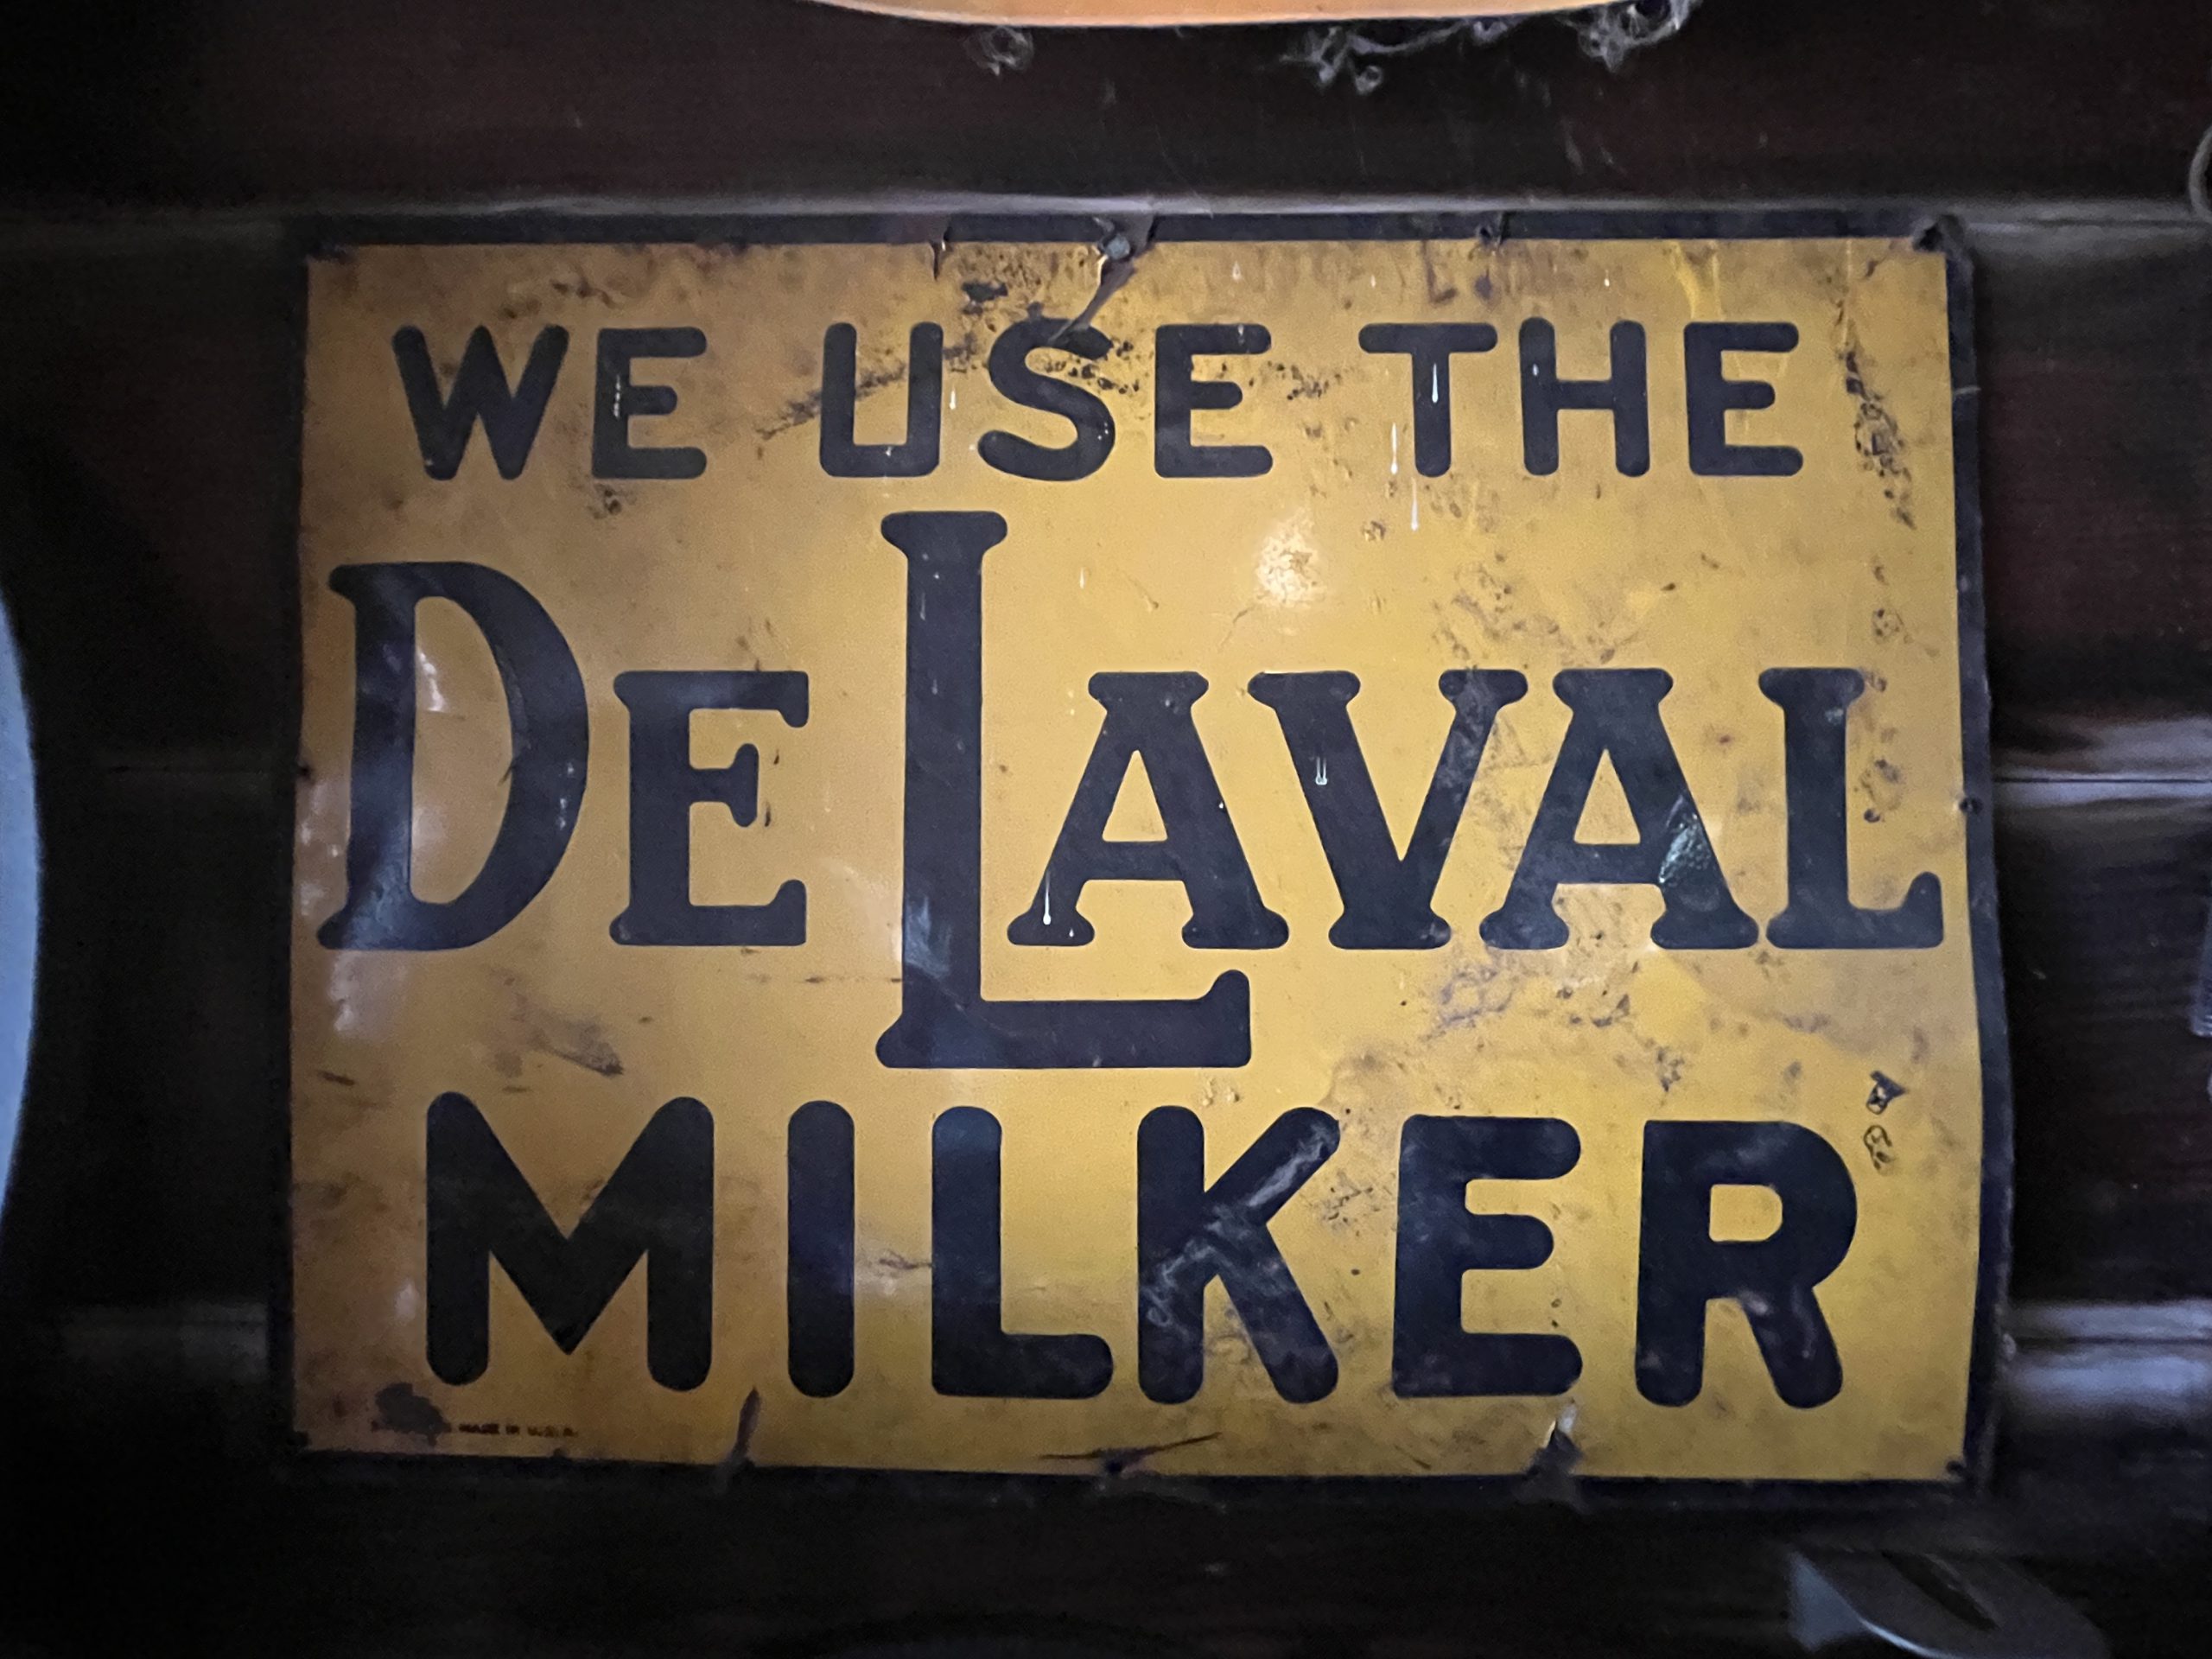 WE USE THE
DE LAVAL
MILKER
MADE IN U.S.A.